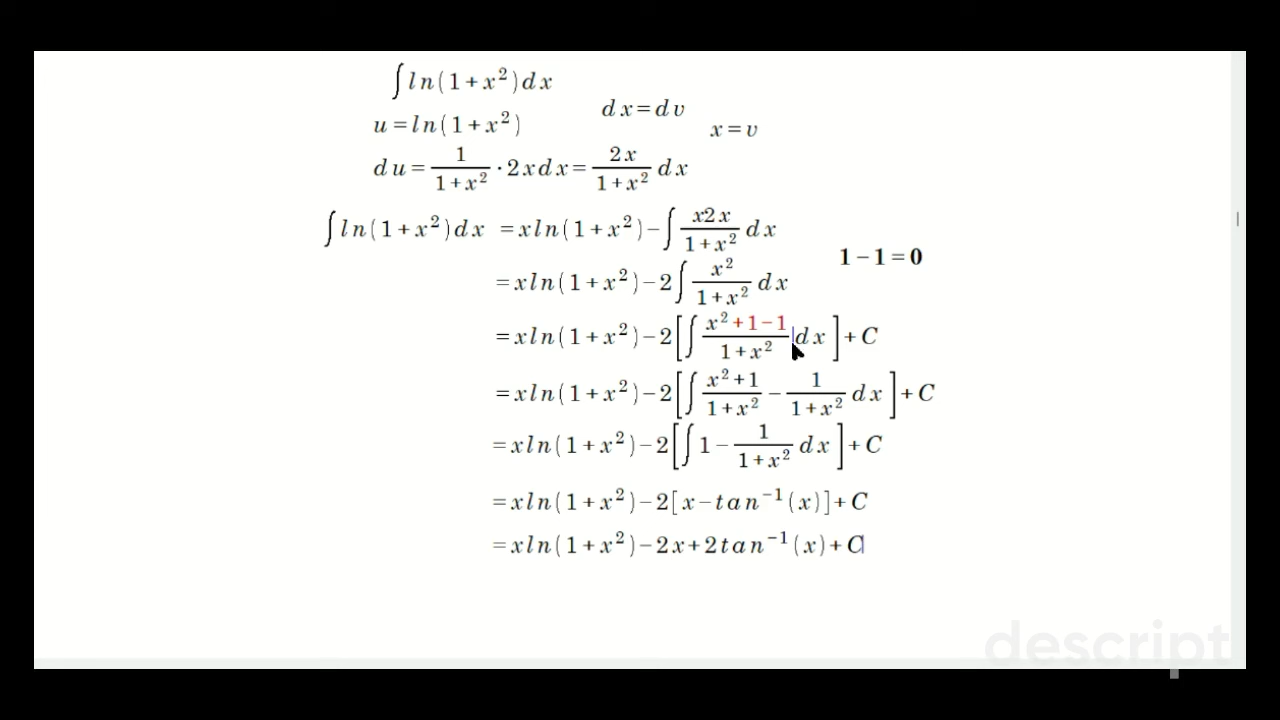 ∫ln(1+x²)dx
u=ln(1+x²) dx=dv x=v
du=1/(1+x²)·2xdx=2x/(1+x²) dx
∫ln(1+x²)dx =xln(1+x²)−∫x2x/(1+x²) dx
1−1=0
=xln(1+x²)−2∫x²/(1+x²) dx
=xln(1+x²)−2[∫(x²+1−1)/(1+x²) dx]+C
=xln(1+x²)−2[∫(x²+1)/(1+x²) − 1/(1+x²) dx]+C
=xln(1+x²)−2[∫1−1/(1+x²) dx]+C
=xln(1+x²)−2[x−tan⁻¹(x)]+C
=xln(1+x²)−2x+2tan⁻¹(x)+C
descript